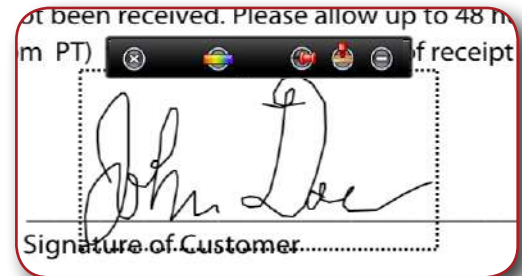 ot been received. Please allow up to 48 h
m PT)
f receipt
John Doe
Signature of Customer